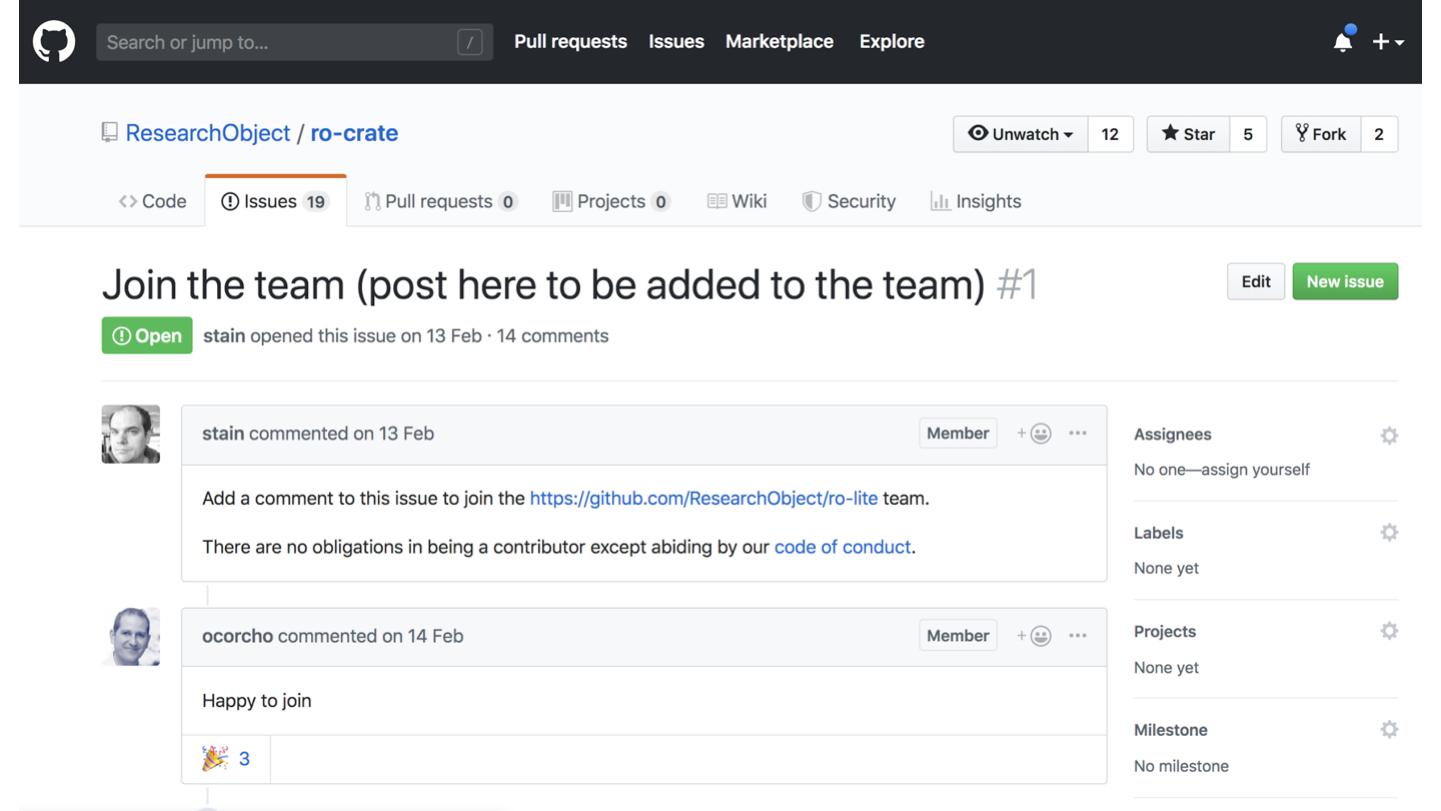 Search or jump to... /
Pull requests Issues Marketplace Explore
ResearchObject / ro-crate
Unwatch 12 Star 5 Fork 2
Code Issues 19 Pull requests 0 Projects 0 Wiki Security Insights
Join the team (post here to be added to the team) #1
Edit New issue
Open stain opened this issue on 13 Feb · 14 comments
stain commented on 13 Feb Member
Add a comment to this issue to join the https://github.com/ResearchObject/ro-lite team.
There are no obligations in being a contributor except abiding by our code of conduct.
ocorcho commented on 14 Feb Member
Happy to join
3
Assignees
No one—assign yourself
Labels
None yet
Projects
None yet
Milestone
No milestone